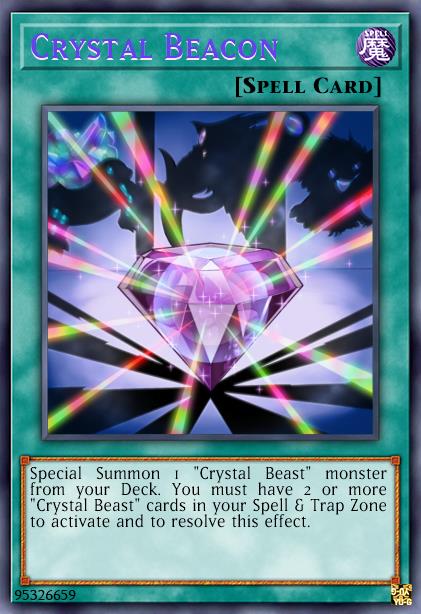 Crystal Beacon
SPELL
魔
[Spell Card]
Special Summon 1 "Crystal Beast" monster
from your Deck. You must have 2 or more
"Crystal Beast" cards in your Spell & Trap Zone
to activate and to resolve this effect.
95326659